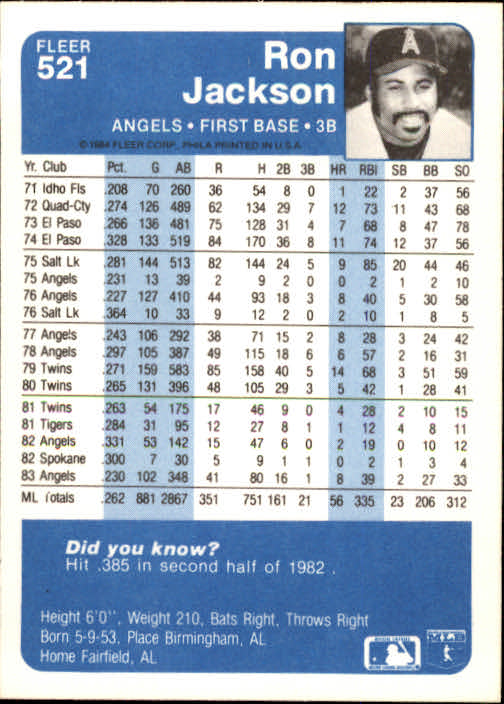 FLEER
521
Ron
Jackson
ANGELS • FIRST BASE • 3B
© 1984 FLEER CORP., PHILA PRINTED IN U.S.A.
Yr. Club Pct. G AB R H 2B 3B HR RBI SB BB SO
71 Idho Fls .208 70 260 36 54 8 0 1 22 2 37 56
72 Quad-Cty .274 126 489 62 134 29 7 12 73 11 43 68
73 El Paso .266 136 481 75 128 31 4 7 68 8 47 78
74 El Paso .328 133 519 84 170 36 8 11 74 12 37 56
75 Salt Lk .281 144 513 82 144 24 5 9 85 20 44 46
75 Angels .231 13 39 2 9 2 0 0 2 1 2 10
76 Angels .227 127 410 44 93 18 3 8 40 5 30 58
76 Salt Lk .364 10 33 9 12 2 0 2 10 1 8 5
77 Angels .243 106 292 38 71 15 2 8 28 3 24 42
78 Angels .297 105 387 49 115 18 6 6 57 2 16 31
79 Twins .271 159 583 85 158 40 5 14 68 3 51 59
80 Twins .265 131 396 48 105 29 3 5 42 1 28 41
81 Twins .263 54 175 17 46 9 0 4 28 2 10 15
81 Tigers .284 31 95 12 27 8 1 1 12 4 8 11
82 Angels .331 53 142 15 47 6 0 2 19 0 10 12
82 Spokane .300 7 30 5 9 1 1 0 2 1 3 4
83 Angels .230 102 348 41 80 16 1 8 39 2 27 33
ML Totals .262 881 2867 351 751 161 21 56 335 23 206 312
Did you know?
Hit .385 in second half of 1982 .
Height 6'0", Weight 210, Bats Right, Throws Right
Born 5-9-53, Place Birmingham, AL
Home Fairfield, AL